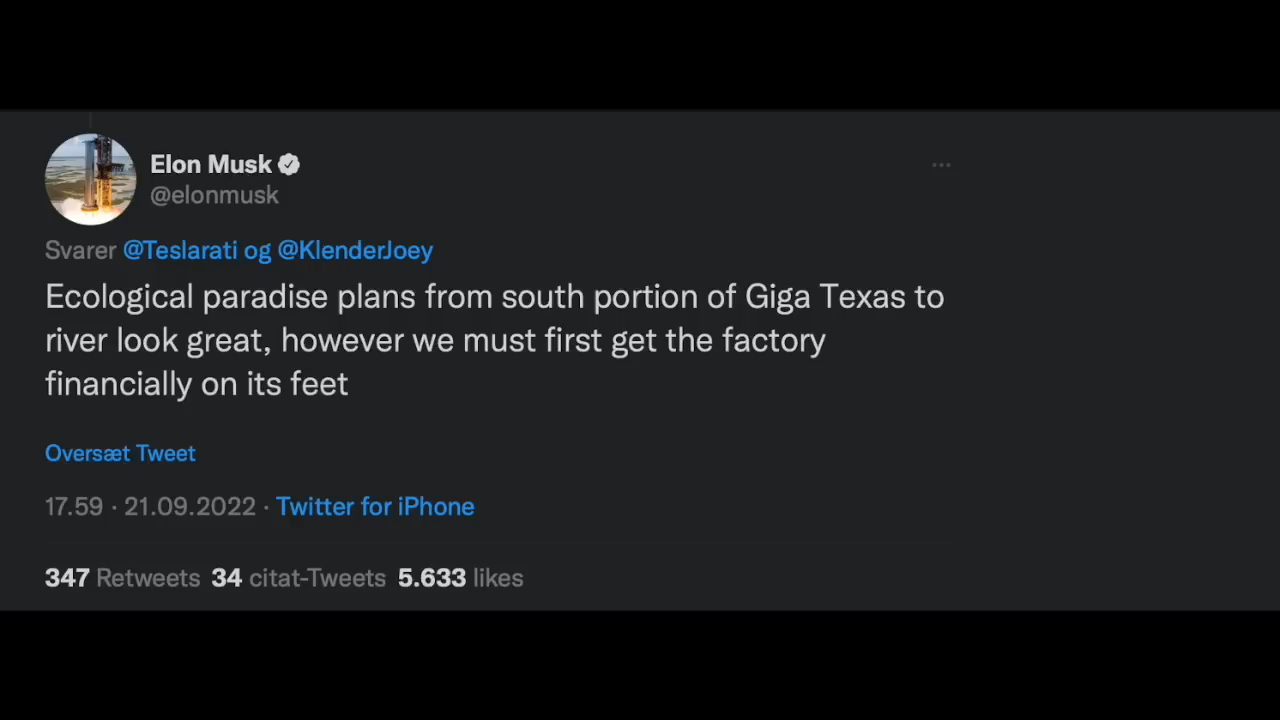 Elon Musk
@elonmusk
Svarer @Teslarati og @KlenderJoey
Ecological paradise plans from south portion of Giga Texas to
river look great, however we must first get the factory
financially on its feet
Oversæt Tweet
17.59 · 21.09.2022 · Twitter for iPhone
347 Retweets 34 citat-Tweets 5.633 likes